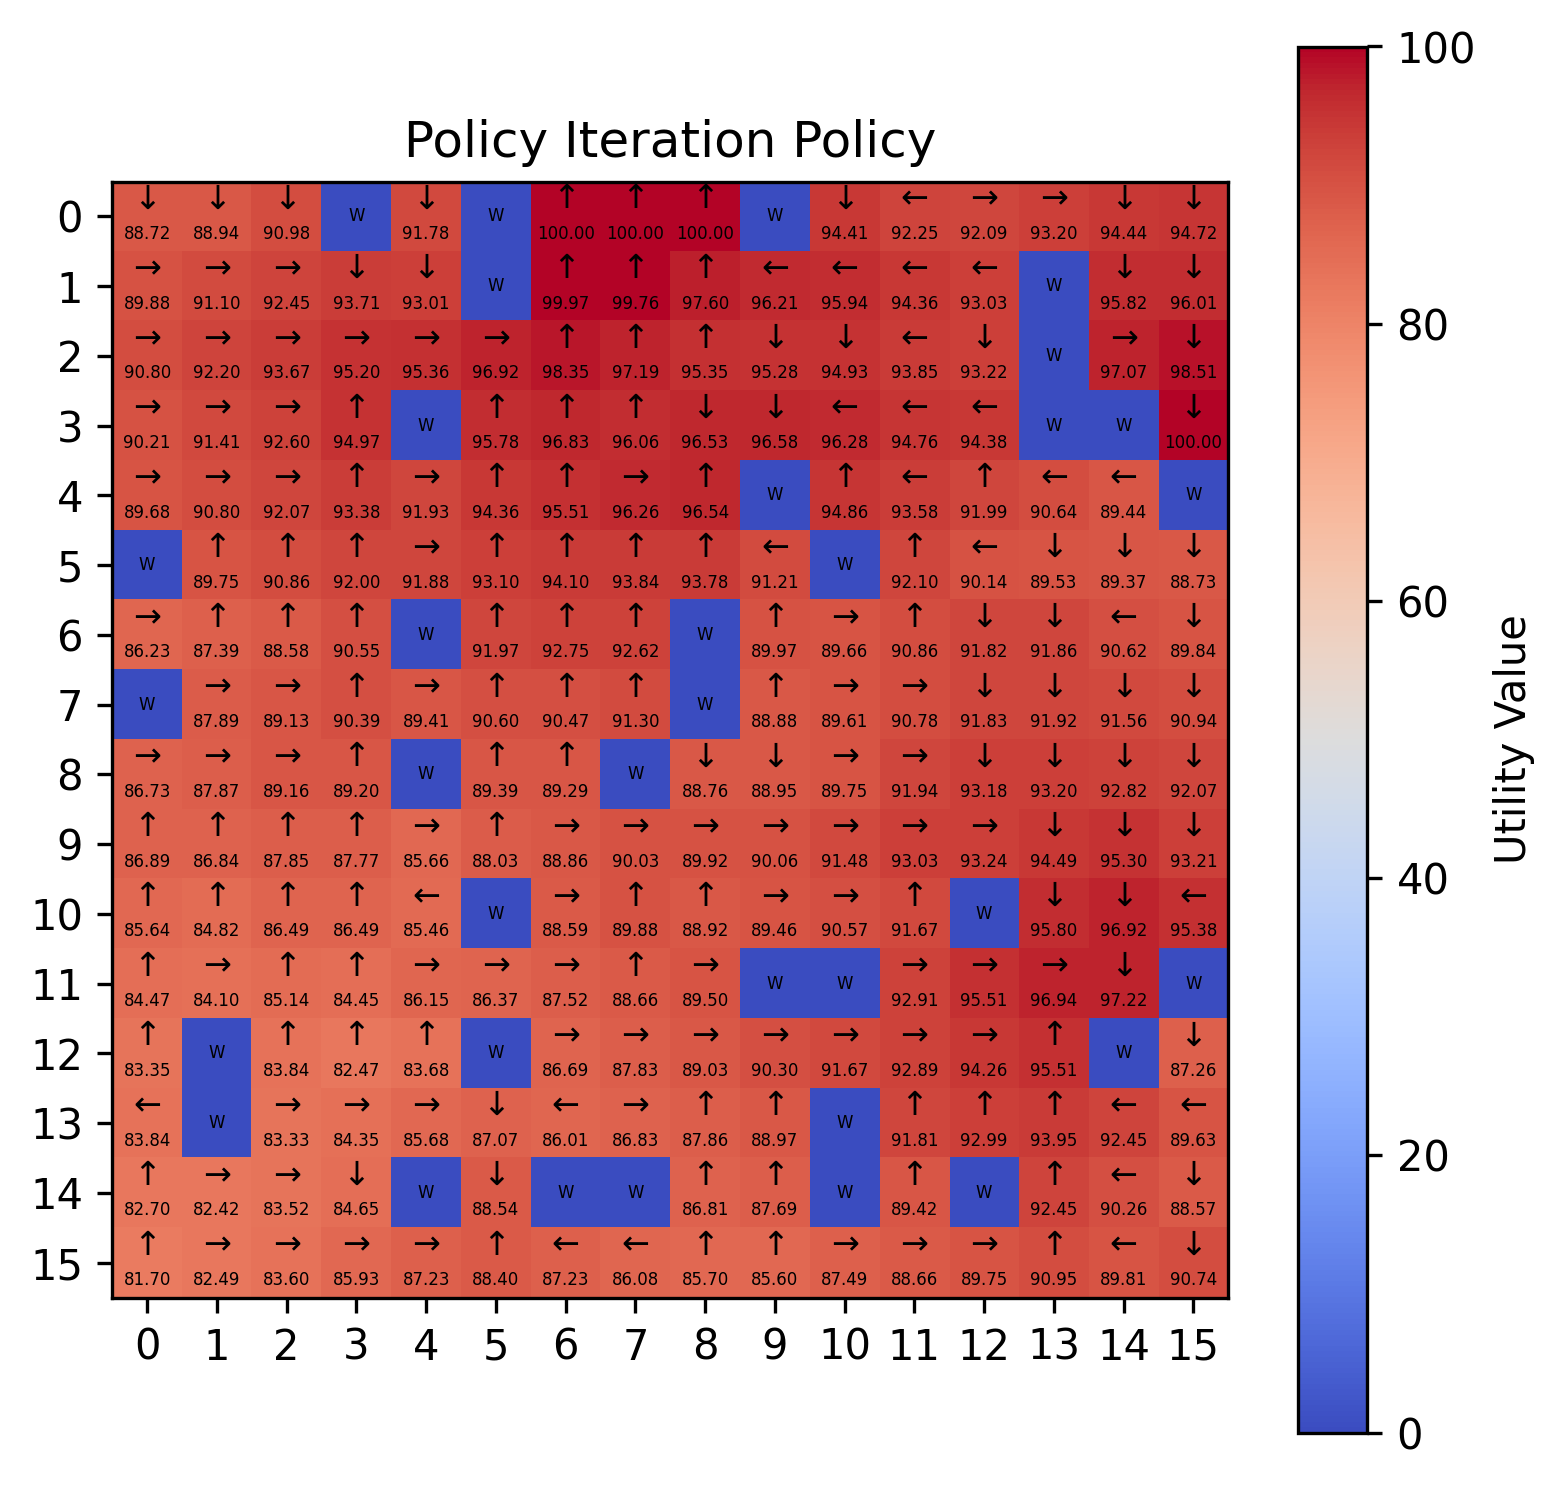 Policy Iteration Policy
0 ↓ ↓ ↓ W ↓ W ↑ ↑ ↑ W ↓ ← → → ↓ ↓
88.72 88.94 90.98 91.78 100.00 100.00 100.00 94.41 92.25 92.09 93.20 94.44 94.72
1 → → → ↓ ↓ W ↑ ↑ ↑ ← ← ← ← W ↓ ↓
89.88 91.10 92.45 93.71 93.01 99.97 99.76 97.60 96.21 95.94 94.36 93.03 95.82 96.01
2 → → → → → → ↑ ↑ ↑ ↓ ↓ ← ↓ W → ↓
90.80 92.20 93.67 95.20 95.36 96.92 98.35 97.19 95.35 95.28 94.93 93.85 93.22 97.07 98.51
3 → → → ↑ W ↑ ↑ ↑ ↓ ↓ ← ← ← W W ↓
90.21 91.41 92.60 94.97 95.78 96.83 96.06 96.53 96.58 96.28 94.76 94.38 100.00
4 → → → ↑ → ↑ ↑ → ↑ W ↑ ← ↑ ← ← W
89.68 90.80 92.07 93.38 91.93 94.36 95.51 96.26 96.54 94.86 93.58 91.99 90.64 89.44
5 W ↑ ↑ ↑ → ↑ ↑ ↑ ↑ ← W ↑ ← ↓ ↓ ↓
89.75 90.86 92.00 91.88 93.10 94.10 93.84 93.78 91.21 92.10 90.14 89.53 89.37 88.73
6 → ↑ ↑ ↑ W ↑ ↑ ↑ W ↑ → ↑ ↓ ↓ ← ↓
86.23 87.39 88.58 90.55 91.97 92.75 92.62 89.97 89.66 90.86 91.82 91.86 90.62 89.84
7 W → → ↑ → ↑ ↑ ↑ W ↑ → → ↓ ↓ ↓ ↓
87.89 89.13 90.39 89.41 90.60 90.47 91.30 88.88 89.61 90.78 91.83 91.92 91.56 90.94
8 → → → ↑ W ↑ ↑ W ↓ ↓ → → ↓ ↓ ↓ ↓
86.73 87.87 89.16 89.20 89.39 89.29 88.76 88.95 89.75 91.94 93.18 93.20 92.82 92.07
9 ↑ ↑ ↑ ↑ → ↑ → → → → → → → ↓ ↓ ↓
86.89 86.84 87.85 87.77 85.66 88.03 88.86 90.03 89.92 90.06 91.48 93.03 93.24 94.49 95.30 93.21
10 ↑ ↑ ↑ ↑ ← W → ↑ ↑ → → ↑ W ↓ ↓ ←
85.64 84.82 86.49 86.49 85.46 88.59 89.88 88.92 89.46 90.57 91.67 95.80 96.92 95.38
11 ↑ → ↑ ↑ → → → ↑ → W W → → → ↓ W
84.47 84.10 85.14 84.45 86.15 86.37 87.52 88.66 89.50 92.91 95.51 96.94 97.22
12 ↑ W ↑ ↑ ↑ W → → → → → → → ↑ W ↓
83.35 83.84 82.47 83.68 86.69 87.83 89.03 90.30 91.67 92.89 94.26 95.51 87.26
13 ← W → → → ↓ ← → ↑ ↑ W ↑ ↑ ↑ ← ←
83.84 83.33 84.35 85.68 87.07 86.01 86.83 87.86 88.97 91.81 92.99 93.95 92.45 89.63
14 ↑ → → ↓ W ↓ W W ↑ ↑ W ↑ W ↑ ← ↓
82.70 82.42 83.52 84.65 88.54 86.81 87.69 89.42 92.45 90.26 88.57
15 ↑ → → → → ↑ ← ← ↑ ↑ → → → ↑ ← ↓
81.70 82.49 83.60 85.93 87.23 88.40 87.23 86.08 85.70 85.60 87.49 88.66 89.75 90.95 89.81 90.74
0 1 2 3 4 5 6 7 8 9 10 11 12 13 14 15
100
80
60
40
20
0
Utility Value